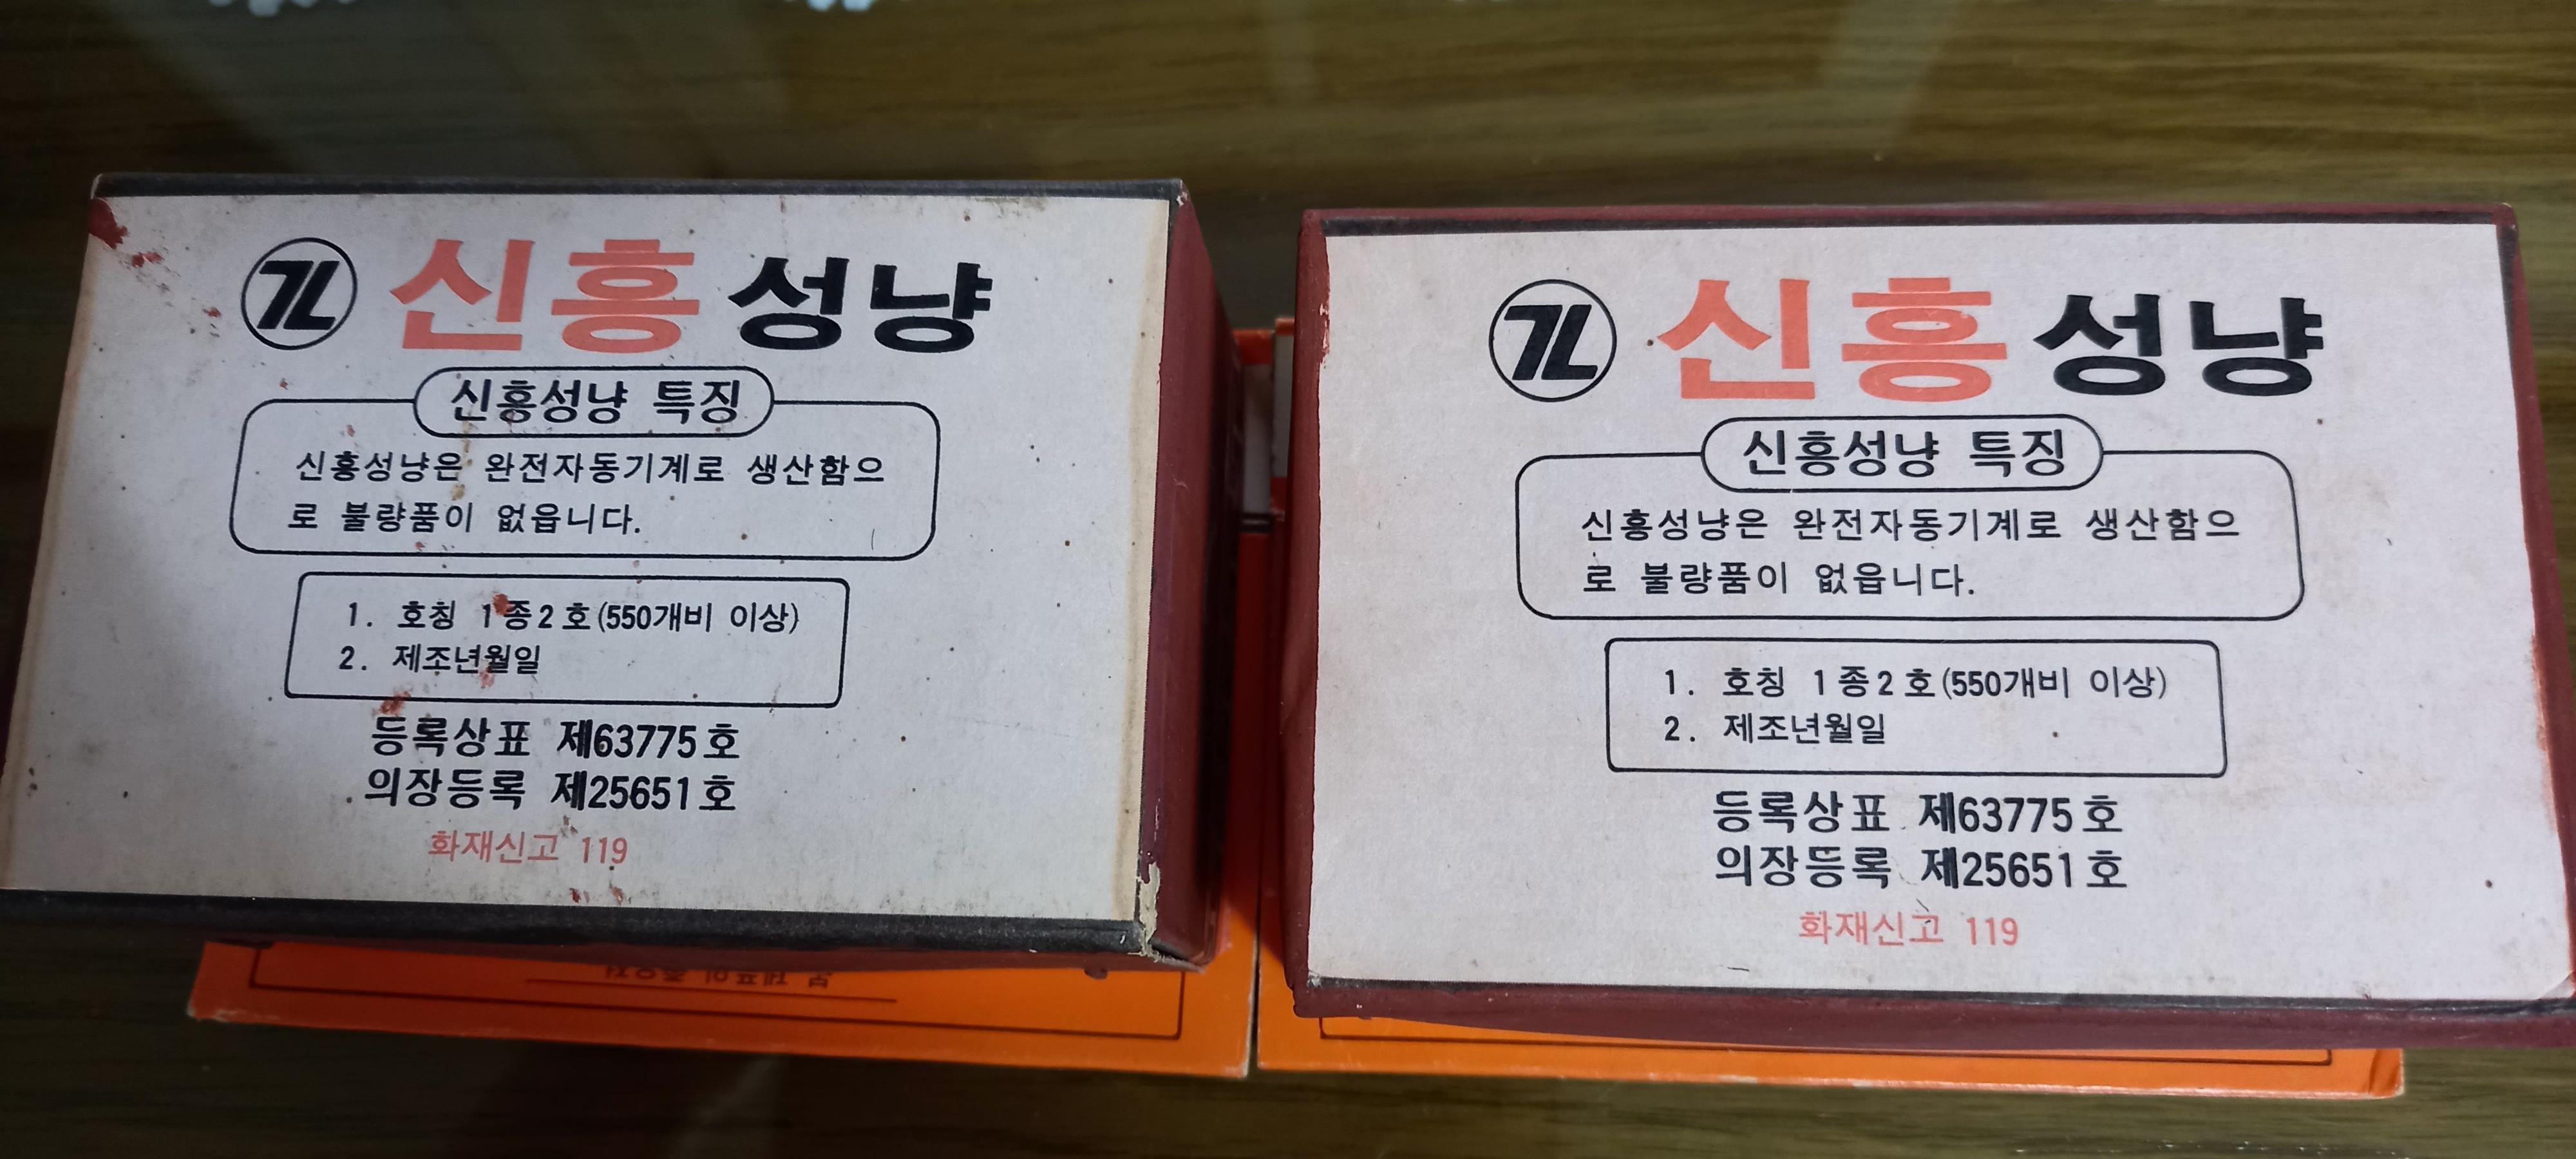 신흥성냥
신흥성냥 특징
신흥성냥은 완전자동기계로 생산함으
로 불량품이 없읍니다.
1. 호칭 1종2호(550개비 이상)
2. 제조년월일
등록상표 제63775호
의장등록 제25651호
화재신고 119
신흥성냥
신흥성냥 특징
신흥성냥은 완전자동기계로 생산함으
로 불량품이 없읍니다.
1. 호칭 1종2호(550개비 이상)
2. 제조년월일
등록상표 제63775호
의장등록 제25651호
화재신고 119